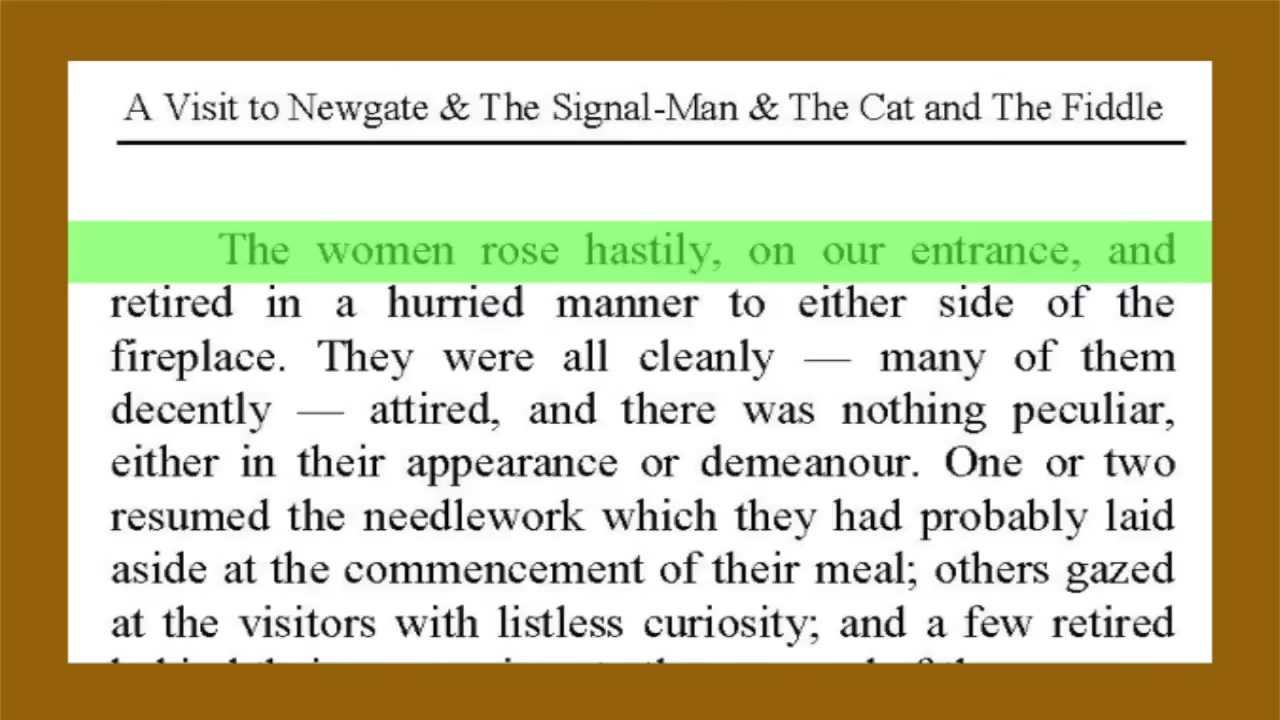 A Visit to Newgate & The Signal-Man & The Cat and The Fiddle
The women rose hastily, on our entrance, and
retired in a hurried manner to either side of the
fireplace. They were all cleanly — many of them
decently — attired, and there was nothing peculiar,
either in their appearance or demeanour. One or two
resumed the needlework which they had probably laid
aside at the commencement of their meal; others gazed
at the visitors with listless curiosity; and a few retired